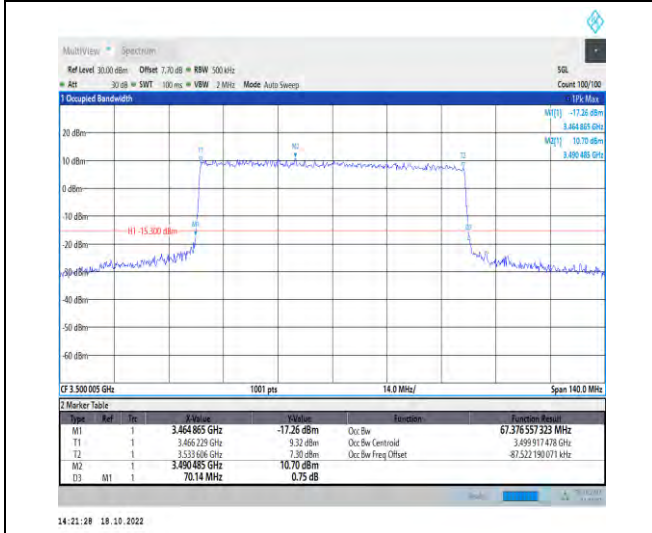 MultiView Spectrum
Ref Level 30.00 dBm Offset 7.70 dB RBW 500 kHz SGL
Att 30 dB SWT 100 ms VBW 2 MHz Mode Auto Sweep Count 100/100
1 Occupied Bandwidth 1Pk Max
M1[1] -17.26 dBm
3.464 865 GHz
M2[1] 10.70 dBm
3.490 485 GHz
20 dBm
T1 M2 T2
10 dBm
0 dBm
-10 dBm
M1
H1 -15.300 dBm
-20 dBm
-30 dBm
-40 dBm
-50 dBm
-60 dBm
CF 3.500 005 GHz 1001 pts 14.0 MHz/ Span 140.0 MHz
2 Marker Table
Type Ref Trc X-Value Y-Value Function Function Result
M1 1 3.464 865 GHz -17.26 dBm Occ Bw 67.376 557 323 MHz
T1 1 3.466 229 GHz 9.32 dBm Occ Bw Centroid 3.499 917 478 GHz
T2 1 3.533 606 GHz 7.30 dBm Occ Bw Freq Offset -87.522 190 071 kHz
M2 1 3.490 485 GHz 10.70 dBm
D3 M1 1 70.14 MHz 0.75 dB
14:21:28 18.10.2022